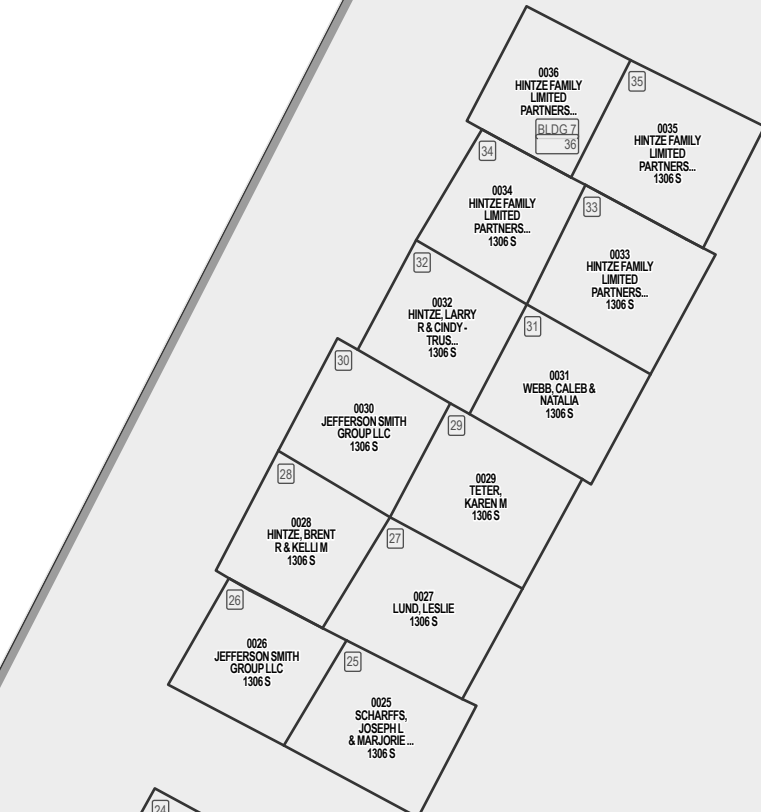 0036
HINTZE FAMILY
LIMITED
PARTNERS...
BLDG 7
36
35
0035
HINTZE FAMILY
LIMITED
PARTNERS...
1306 S
34
0034
HINTZE FAMILY
LIMITED
PARTNERS...
1306 S
33
0033
HINTZE FAMILY
LIMITED
PARTNERS...
1306 S
32
0032
HINTZE, LARRY
R & CINDY -
TRUS...
1306 S
31
0031
WEBB, CALEB &
NATALIA
1306 S
30
0030
JEFFERSON SMITH
GROUP LLC
1306 S
29
0029
TETER,
KAREN M
1306 S
28
0028
HINTZE, BRENT
R & KELLI M
1306 S
27
0027
LUND, LESLIE
1306 S
26
0026
JEFFERSON SMITH
GROUP LLC
1306 S
25
0025
SCHARFFS,
JOSEPH L
& MARJORIE ...
1306 S
24